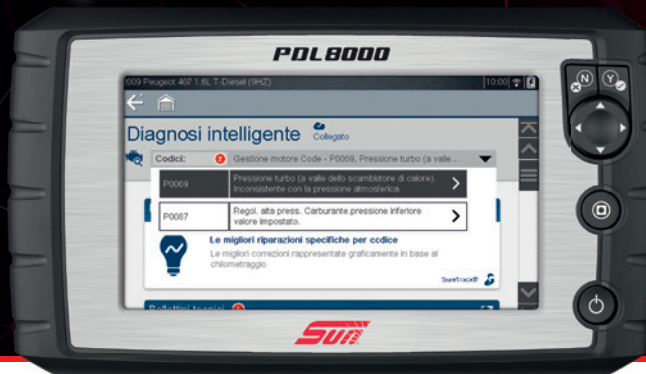 PDL8000
2009 Peugeot 407 1,6L T-Diesel (9HZ) 10:00
Diagnosi intelligente Collegato
Codici: 2 Gestione motore Code - P0069, Pressione turbo (a valle...
P0069 Pressione turbo (a valle dello scambiatore di calore).
Inconsistente con la pressione atmosferica.
P0087 Regol. alta press. Carburante pressione inferiore
valore impostato.
Le migliori riparazioni specifiche per codice
Le migliori correzioni rappresentate graficamente in base al
chilometraggio
SureTrack®
Bollettini tecnici
Sun
N Y